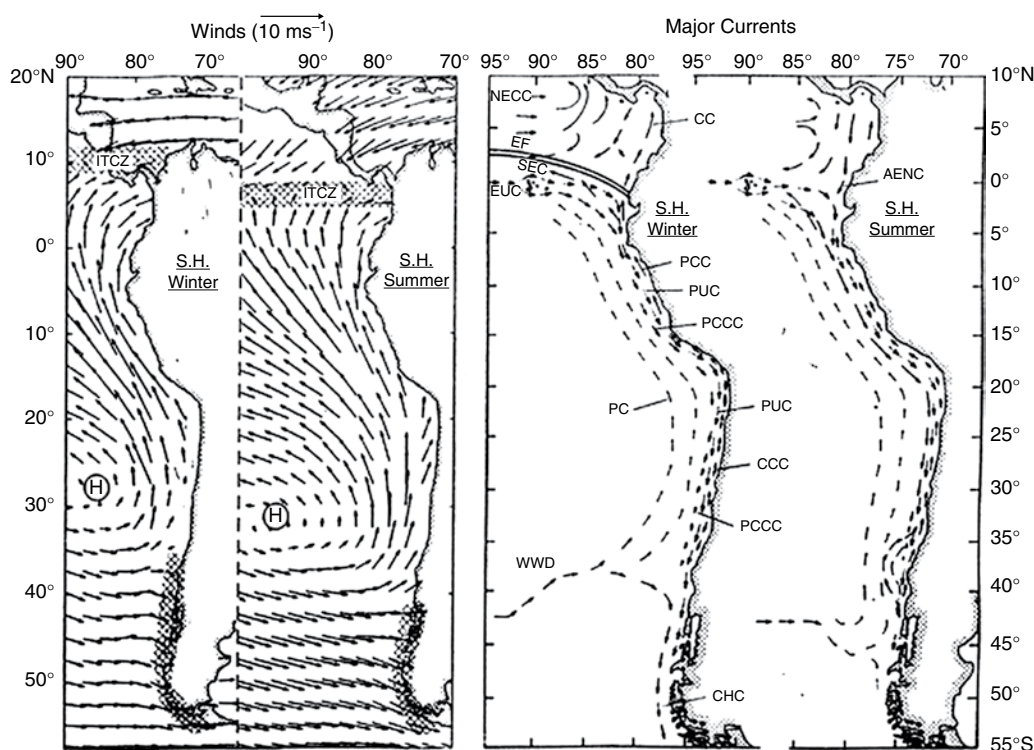 Winds (10 ms⁻¹)
Major Currents
90° 80° 70° 90° 80° 70°
95° 90° 85° 80° 85° 80° 75° 70°
20°N
10°
0°
10°
20°
30°
40°
50°
ITCZ
ITCZ
S.H.
Winter
S.H.
Summer
H
H
NECC
CC
EF
SEC
EUC
AENC
S.H.
Winter
S.H.
Summer
PCC
PUC
PCCC
PC
PUC
CCC
PCCC
WWD
CHC
10°N
5°
0°
5°
10°
15°
20°
25°
30°
35°
40°
45°
50°
55°S